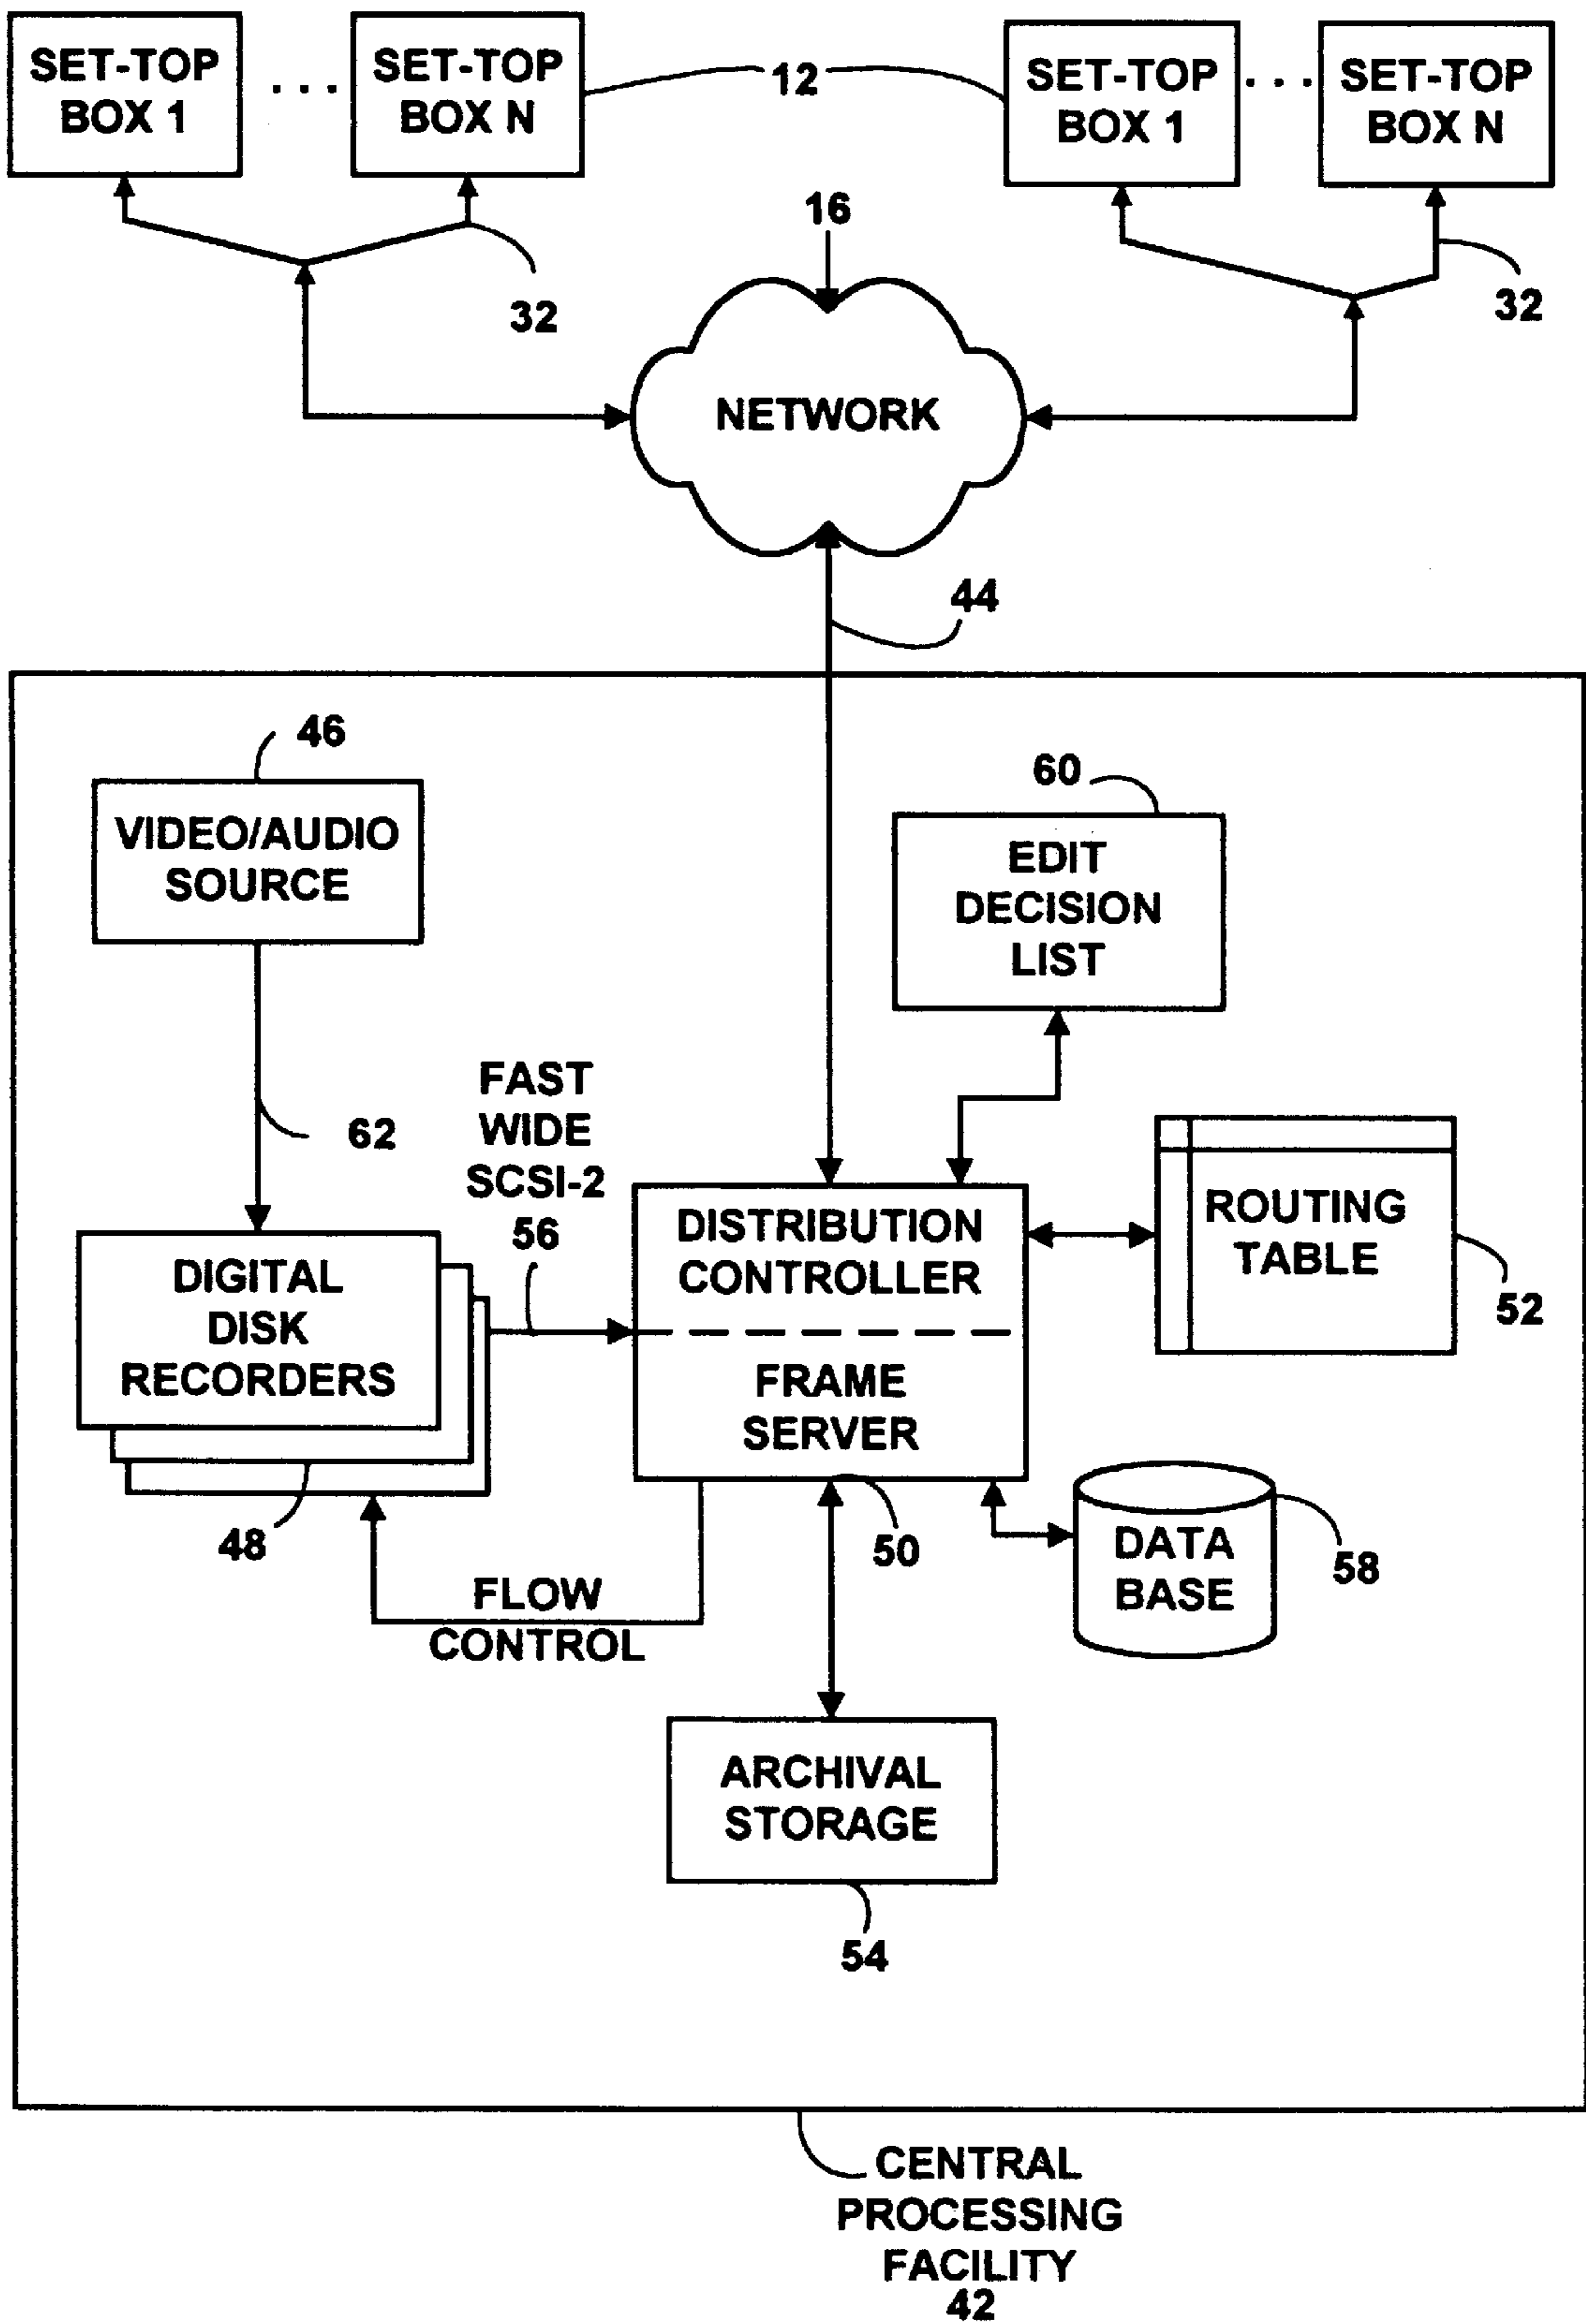 SET-TOP
BOX 1
. . .
SET-TOP
BOX N
12
SET-TOP
BOX 1
. . .
SET-TOP
BOX N
16
32
32
NETWORK
44
46
VIDEO/AUDIO
SOURCE
60
EDIT
DECISION
LIST
62
FAST
WIDE
SCSI-2
56
DIGITAL
DISK
RECORDERS
48
DISTRIBUTION
CONTROLLER
FRAME
SERVER
50
ROUTING
TABLE
52
DATA
BASE
58
FLOW
CONTROL
ARCHIVAL
STORAGE
54
CENTRAL
PROCESSING
FACILITY
42